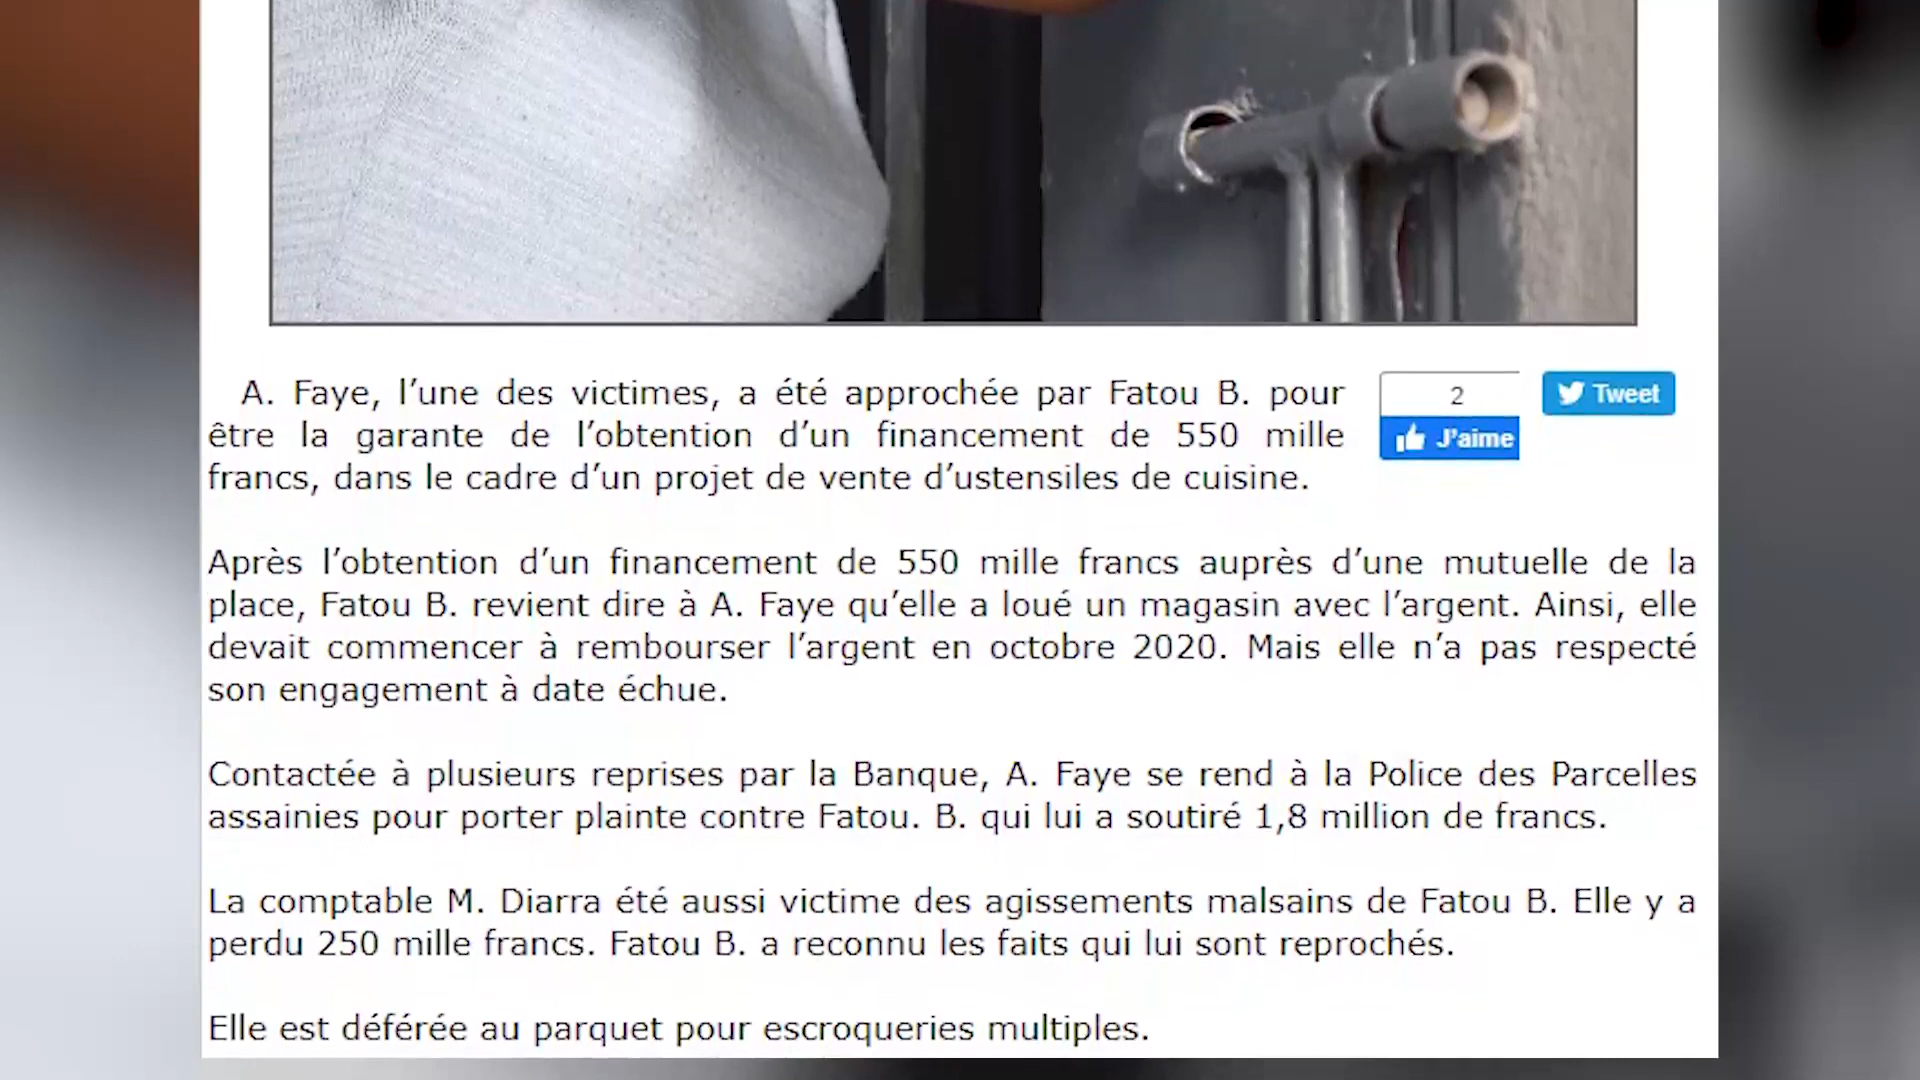 A. Faye, l’une des victimes, a été approchée par Fatou B. pour
être la garante de l’obtention d’un financement de 550 mille
francs, dans le cadre d’un projet de vente d’ustensiles de cuisine.
2
J’aime
Tweet
Après l’obtention d’un financement de 550 mille francs auprès d’une mutuelle de la
place, Fatou B. revient dire à A. Faye qu’elle a loué un magasin avec l’argent. Ainsi, elle
devait commencer à rembourser l’argent en octobre 2020. Mais elle n’a pas respecté
son engagement à date échue.
Contactée à plusieurs reprises par la Banque, A. Faye se rend à la Police des Parcelles
assainies pour porter plainte contre Fatou. B. qui lui a soutiré 1,8 million de francs.
La comptable M. Diarra été aussi victime des agissements malsains de Fatou B. Elle y a
perdu 250 mille francs. Fatou B. a reconnu les faits qui lui sont reprochés.
Elle est déférée au parquet pour escroqueries multiples.